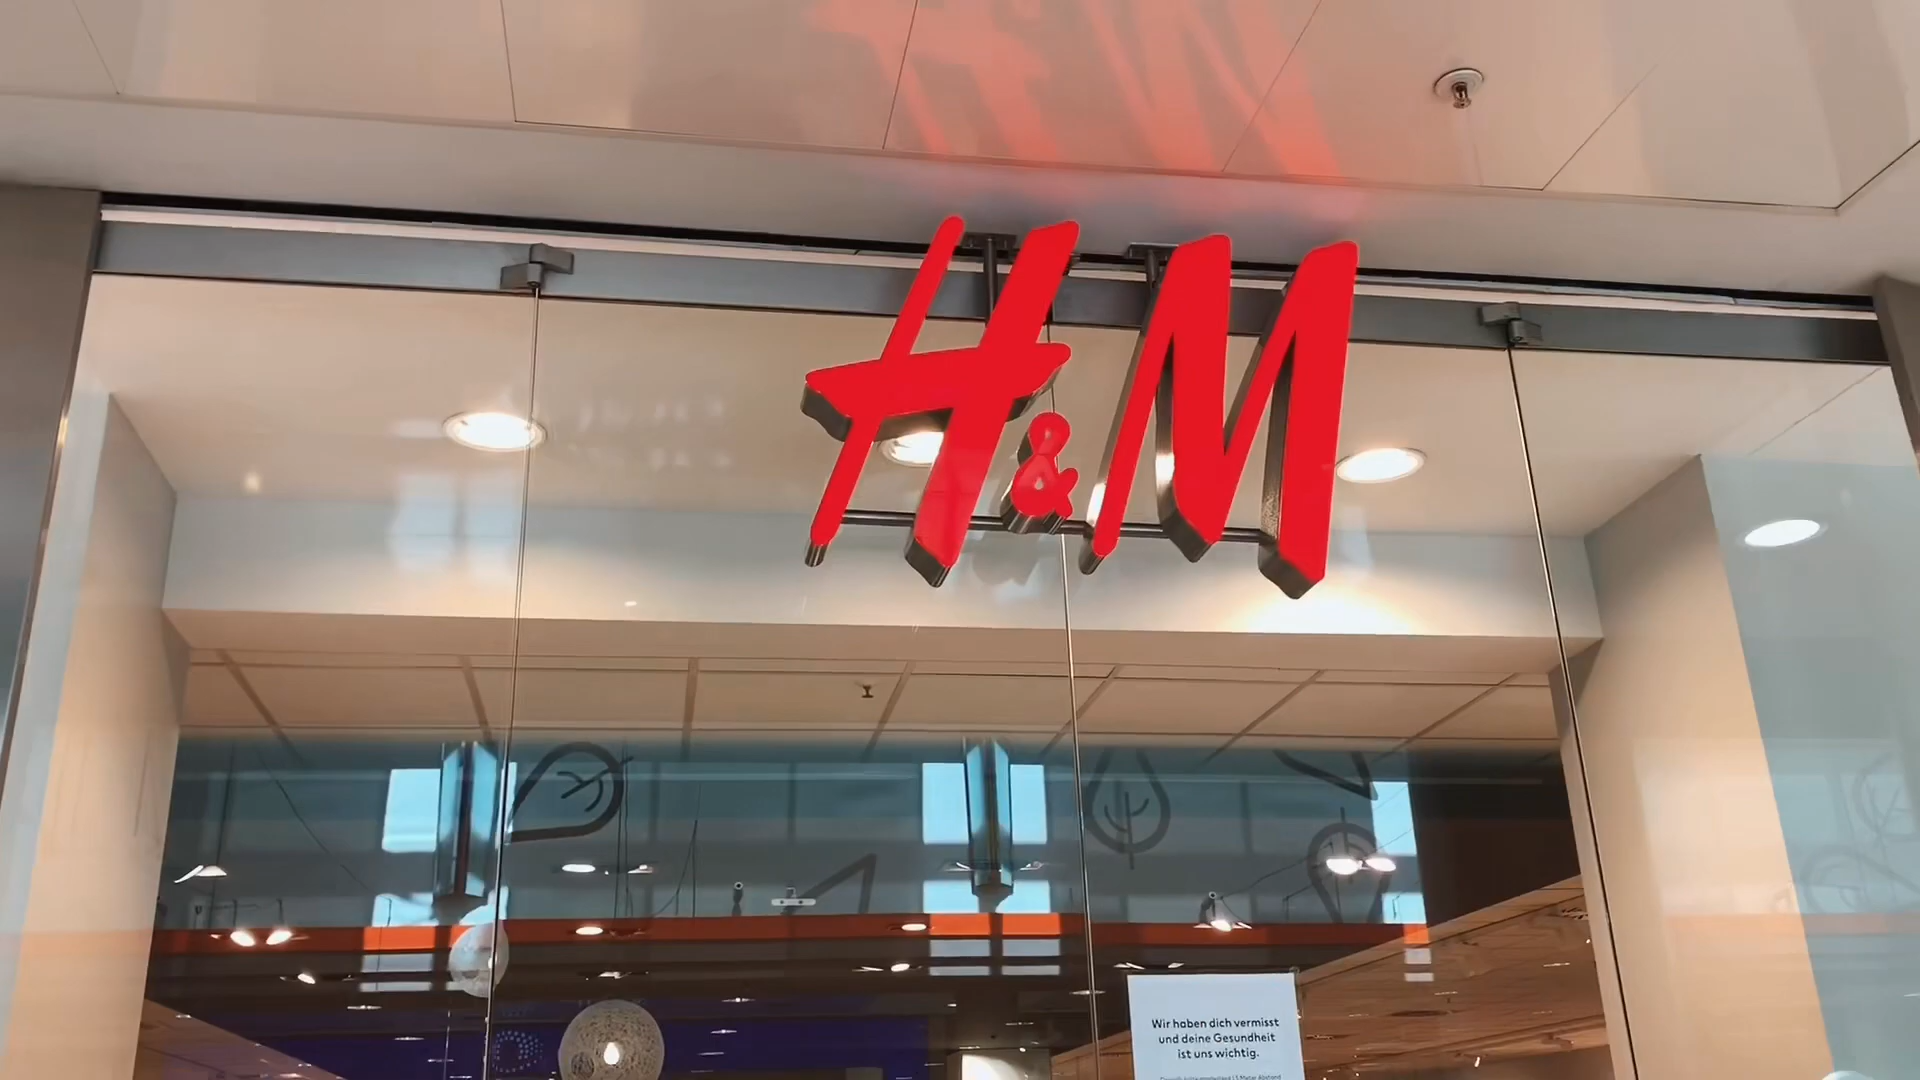 H&M
Wir haben dich vermisst
und deine Gesundheit
ist uns wichtig.